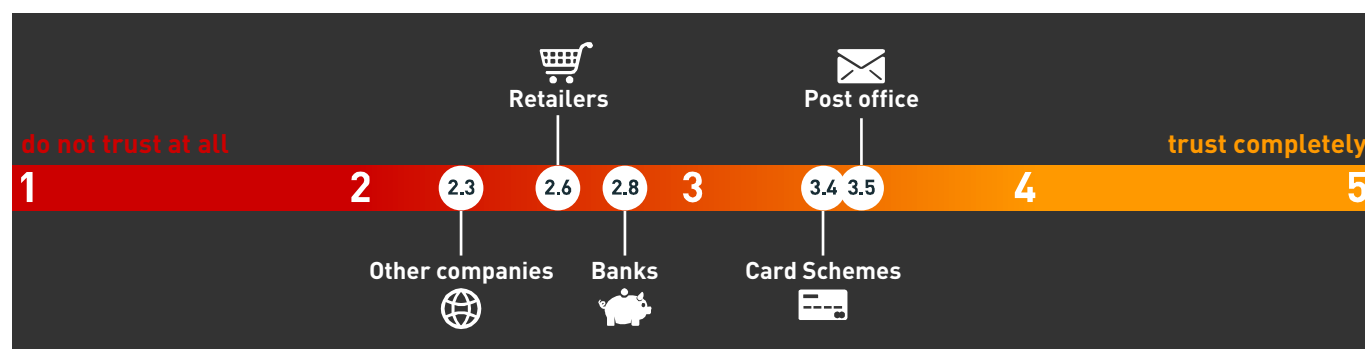 Retailers
Post office
do not trust at all
trust completely
1 2 2.3 2.6 2.8 3 3.4 3.5 4 5
Other companies
Banks
Card Schemes